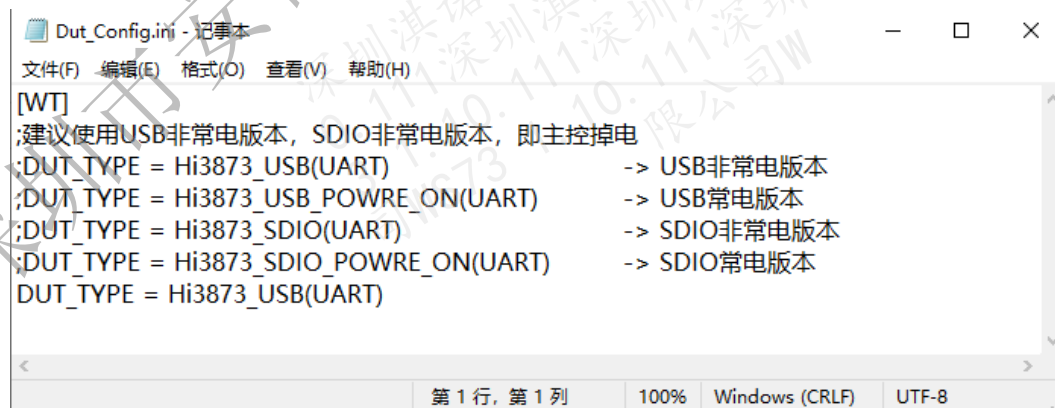 Dut_Config.ini - 记事本
文件(F) 编辑(E) 格式(O) 查看(V) 帮助(H)
[WT]
;建议使用USB非常电版本，SDIO非常电版本，即主控掉电
;DUT_TYPE = Hi3873_USB(UART) -> USB非常电版本
;DUT_TYPE = Hi3873_USB_POWRE_ON(UART) -> USB常电版本
;DUT_TYPE = Hi3873_SDIO(UART) -> SDIO非常电版本
;DUT_TYPE = Hi3873_SDIO_POWRE_ON(UART) -> SDIO常电版本
DUT_TYPE = Hi3873_USB(UART)
第 1 行，第 1 列 100% Windows (CRLF) UTF-8